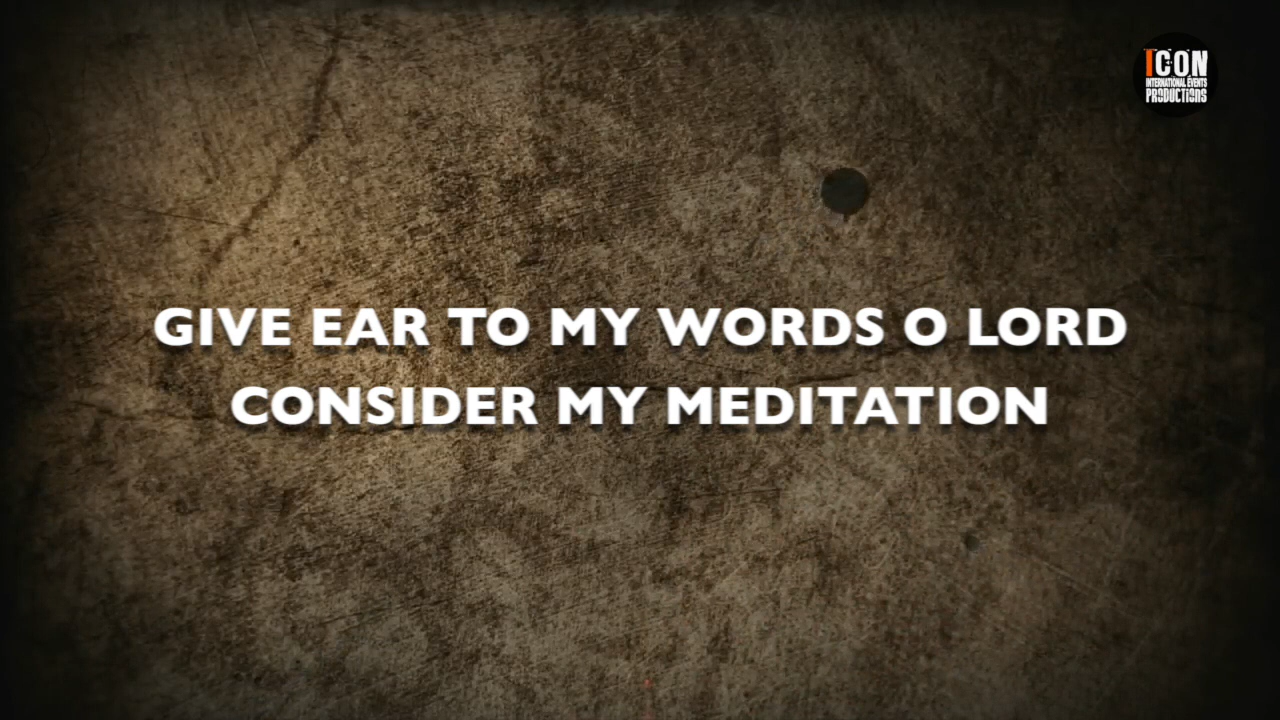 ICON
INTERNATIONAL EVENTS
PRODUCTIONS
GIVE EAR TO MY WORDS O LORD
CONSIDER MY MEDITATION